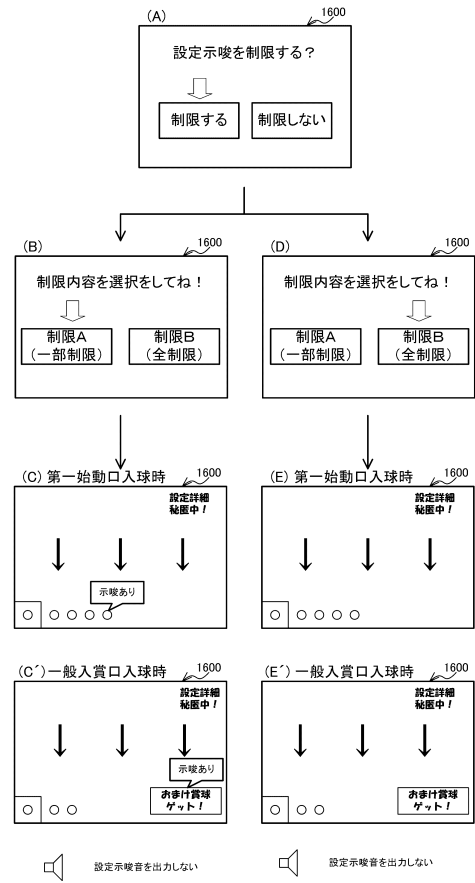 (A)
1600
設定示唆を制限する?
制限する
制限しない
(B)
1600
制限内容を選択をしてね!
制限A
(一部制限)
制限B
(全制限)
(D)
1600
制限内容を選択をしてね!
制限A
(一部制限)
制限B
(全制限)
(C) 第一始動口入球時
1600
設定詳細
秘匿中!
示唆あり
(E) 第一始動口入球時
1600
設定詳細
秘匿中!
(C´)一般入賞口入球時
1600
設定詳細
秘匿中!
示唆あり
おまけ賞球
ゲット!
設定示唆音を出力しない
(E´)一般入賞口入球時
1600
設定詳細
秘匿中!
おまけ賞球
ゲット!
設定示唆音を出力しない